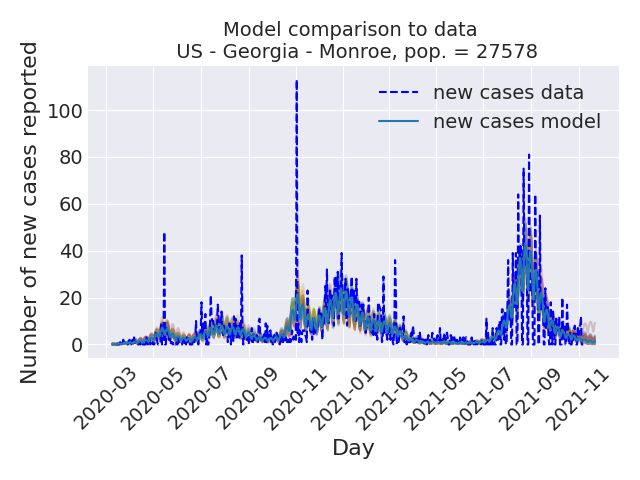 Model comparison to data
US - Georgia - Monroe, pop. = 27578
Number of new cases reported
100
80
60
40
20
0
new cases data
new cases model
2020-03
2020-05
2020-07
2020-09
2020-11
2021-01
2021-03
2021-05
2021-07
2021-09
2021-11
Day